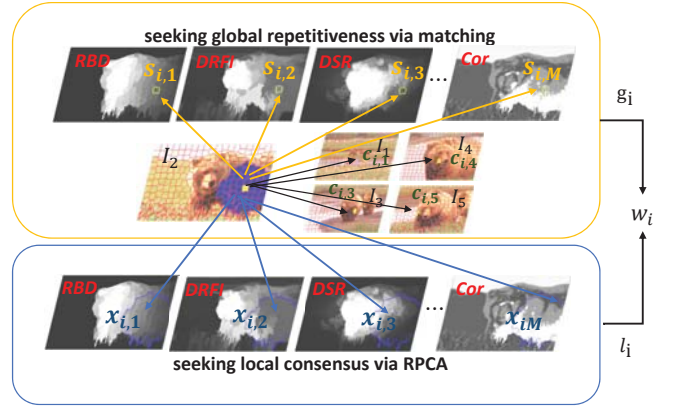 seeking global repetitiveness via matching
RBD DRFI DSR ... Cor
s_{i,1} s_{i,2} s_{i,3} s_{i,M}
g_i
I_2 I_1 I_4
c_{i,1} c_{i,4}
c_{i,3} I_3 c_{i,5} I_5
w_i
RBD DRFI DSR ... Cor
x_{i,1} x_{i,2} x_{i,3} x_{iM}
l_i
seeking local consensus via RPCA